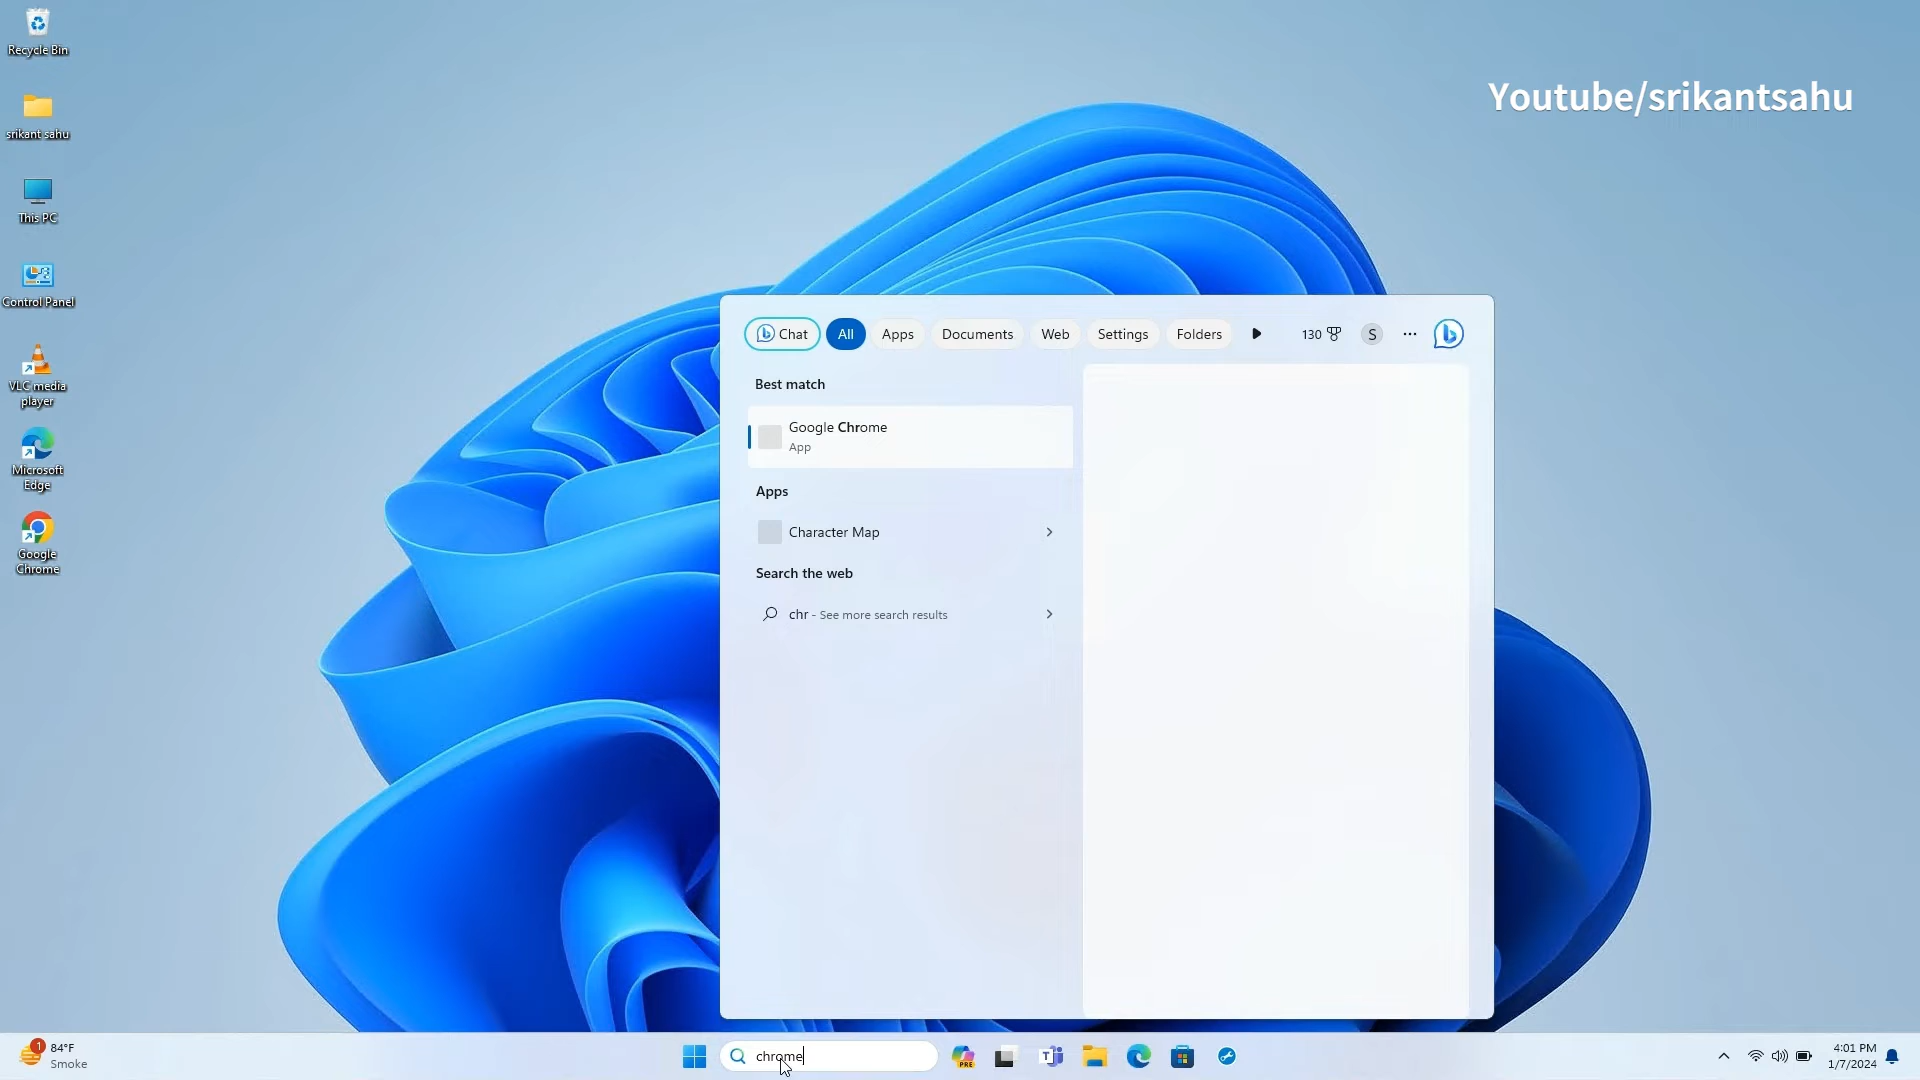 Recycle Bin
srikant sahu
This PC
Control Panel
VLC media
player
Microsoft
Edge
Google
Chrome
Youtube/srikantsahu
Chat
All
Apps
Documents
Web
Settings
Folders
130
S
Best match
Google Chrome
App
Apps
Character Map
Search the web
chr - See more search results
1
84°F
Smoke
chrome
PRE
T
4:01 PM
1/7/2024